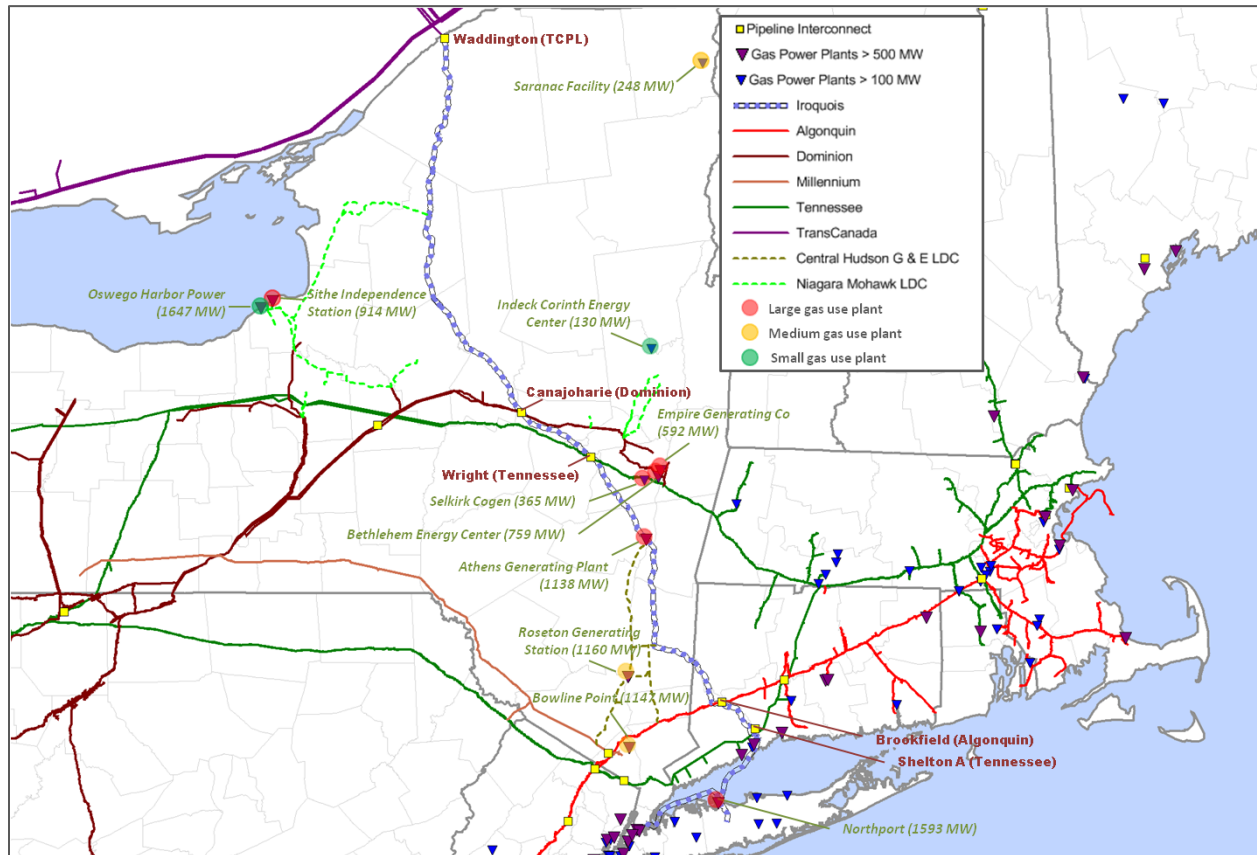 Waddington (TCPL)
Saranac Facility (248 MW)
Pipeline Interconnect
Gas Power Plants > 500 MW
Gas Power Plants > 100 MW
Iroquois
Algonquin
Dominion
Millennium
Tennessee
TransCanada
Central Hudson G & E LDC
Niagara Mohawk LDC
Large gas use plant
Medium gas use plant
Small gas use plant
Oswego Harbor Power
(1647 MW)
Sithe Independence
Station (914 MW)
Indeck Corinth Energy
Center (130 MW)
Canajoharie (Dominion)
Empire Generating Co
(592 MW)
Wright (Tennessee)
Selkirk Cogen (365 MW)
Bethlehem Energy Center (759 MW)
Athens Generating Plant
(1138 MW)
Roseton Generating
Station (1160 MW)
Bowline Point (1147 MW)
Brookfield (Algonquin)
Shelton A (Tennessee)
Northport (1593 MW)